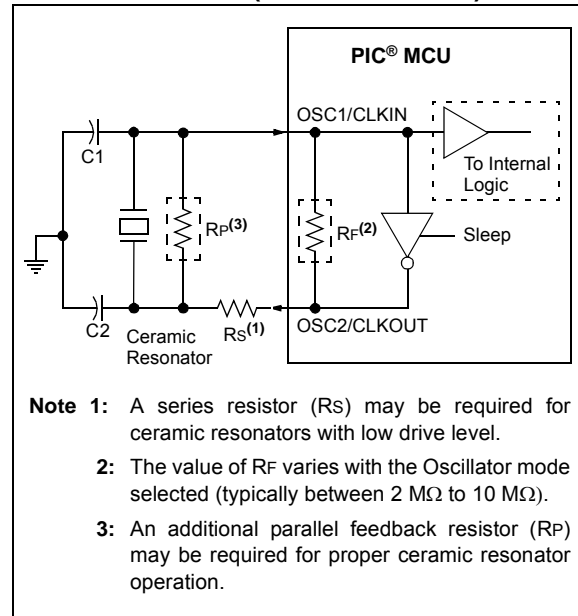 PIC® MCU
OSC1/CLKIN
C1
To Internal
Logic
RP(3)
RF(2)
Sleep
C2
Ceramic
Resonator
RS(1)
OSC2/CLKOUT
Note 1: A series resistor (RS) may be required for
ceramic resonators with low drive level.
2: The value of RF varies with the Oscillator mode
selected (typically between 2 MΩ to 10 MΩ).
3: An additional parallel feedback resistor (RP)
may be required for proper ceramic resonator
operation.